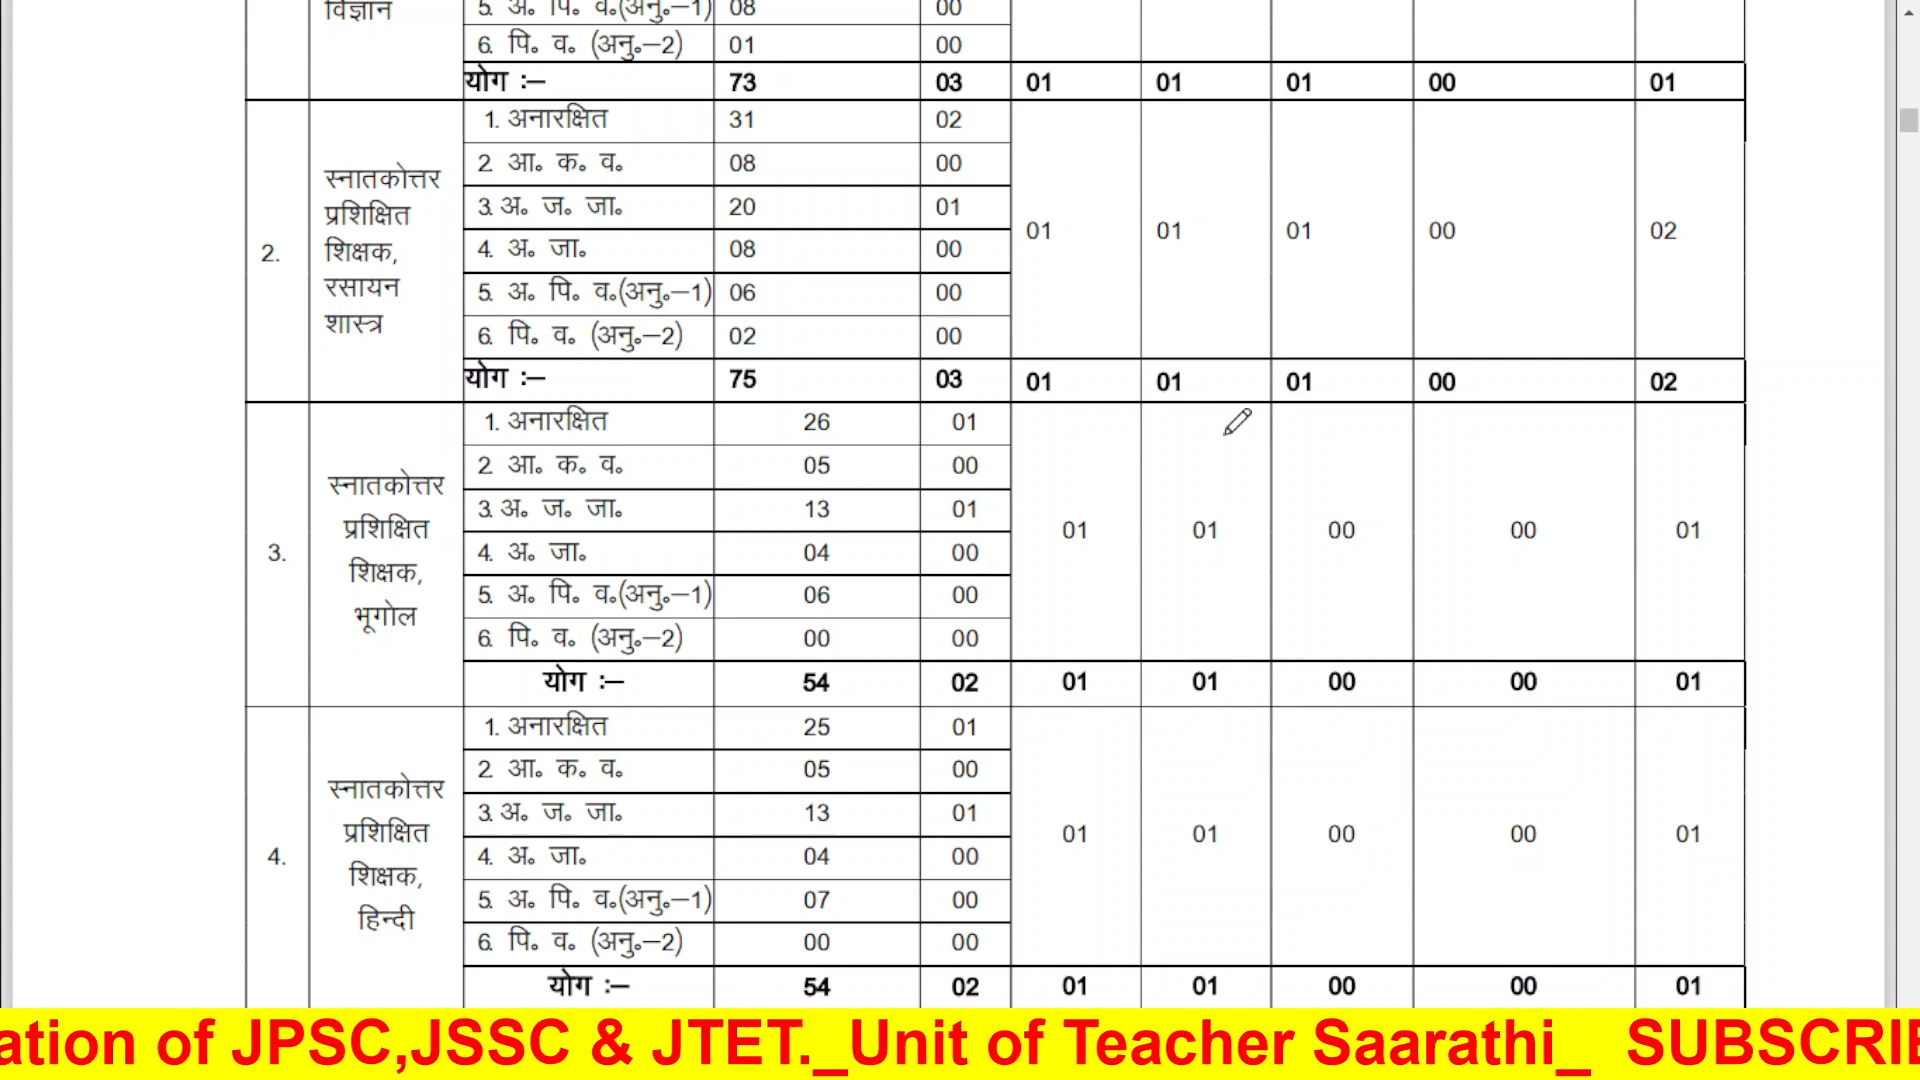 विज्ञान
5. अ॰ पि॰ व॰(अनु॰–1) 08 00
6. पि॰ व॰ (अनु॰–2) 01 00
योग :– 73 03 01 01 01 00 01
2. स्नातकोत्तर प्रशिक्षित शिक्षक, रसायन शास्त्र
1. अनारक्षित 31 02
2. आ॰ क॰ व॰ 08 00
3. अ॰ ज॰ जा॰ 20 01
4. अ॰ जा॰ 08 00
5. अ॰ पि॰ व॰(अनु॰–1) 06 00
6. पि॰ व॰ (अनु॰–2) 02 00
01 01 01 00 02
योग :– 75 03 01 01 01 00 02
3. स्नातकोत्तर प्रशिक्षित शिक्षक, भूगोल
1. अनारक्षित 26 01
2. आ॰ क॰ व॰ 05 00
3. अ॰ ज॰ जा॰ 13 01
4. अ॰ जा॰ 04 00
5. अ॰ पि॰ व॰(अनु॰–1) 06 00
6. पि॰ व॰ (अनु॰–2) 00 00
01 01 00 00 01
योग :– 54 02 01 01 00 00 01
4. स्नातकोत्तर प्रशिक्षित शिक्षक, हिन्दी
1. अनारक्षित 25 01
2. आ॰ क॰ व॰ 05 00
3. अ॰ ज॰ जा॰ 13 01
4. अ॰ जा॰ 04 00
5. अ॰ पि॰ व॰(अनु॰–1) 07 00
6. पि॰ व॰ (अनु॰–2) 00 00
01 01 00 00 01
योग :– 54 02 01 01 00 00 01
ation of JPSC,JSSC & JTET._Unit of Teacher Saarathi_ SUBSCRIB